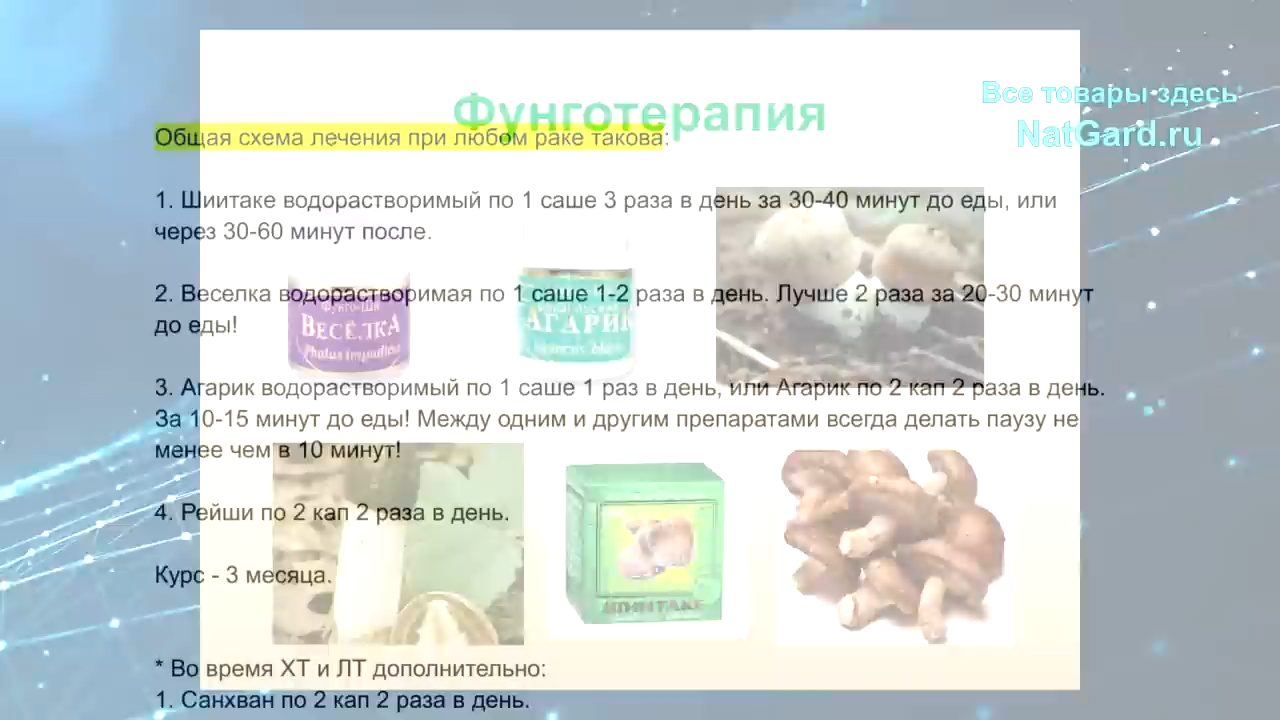 Фунготерапия
Все товары здесь
NatGard.ru
Общая схема лечения при любом раке такова:
1. Шиитаке водорастворимый по 1 саше 3 раза в день за 30-40 минут до еды, или
через 30-60 минут после.
2. Веселка водорастворимая по 1 саше 1-2 раза в день. Лучше 2 раза за 20-30 минут
до еды!
ВЕСЁЛКА
Phallus impudicus
АГАРИК
3. Агарик водорастворимый по 1 саше 1 раз в день, или Агарик по 2 кап 2 раза в день.
За 10-15 минут до еды! Между одним и другим препаратами всегда делать паузу не
менее чем в 10 минут!
4. Рейши по 2 кап 2 раза в день.
Курс - 3 месяца.
ШИИТАКЕ
* Во время ХТ и ЛТ дополнительно:
1. Санхван по 2 кап 2 раза в день.